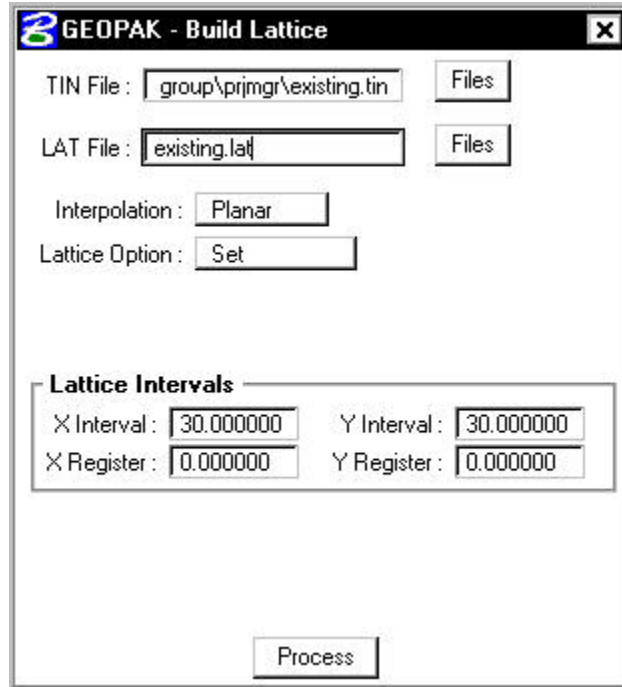 GEOPAK - Build Lattice
TIN File : group\prjmgr\existing.tin Files
LAT File : existing.lat Files
Interpolation : Planar
Lattice Option : Set
Lattice Intervals
X Interval : 30.000000 Y Interval : 30.000000
X Register : 0.000000 Y Register : 0.000000
Process